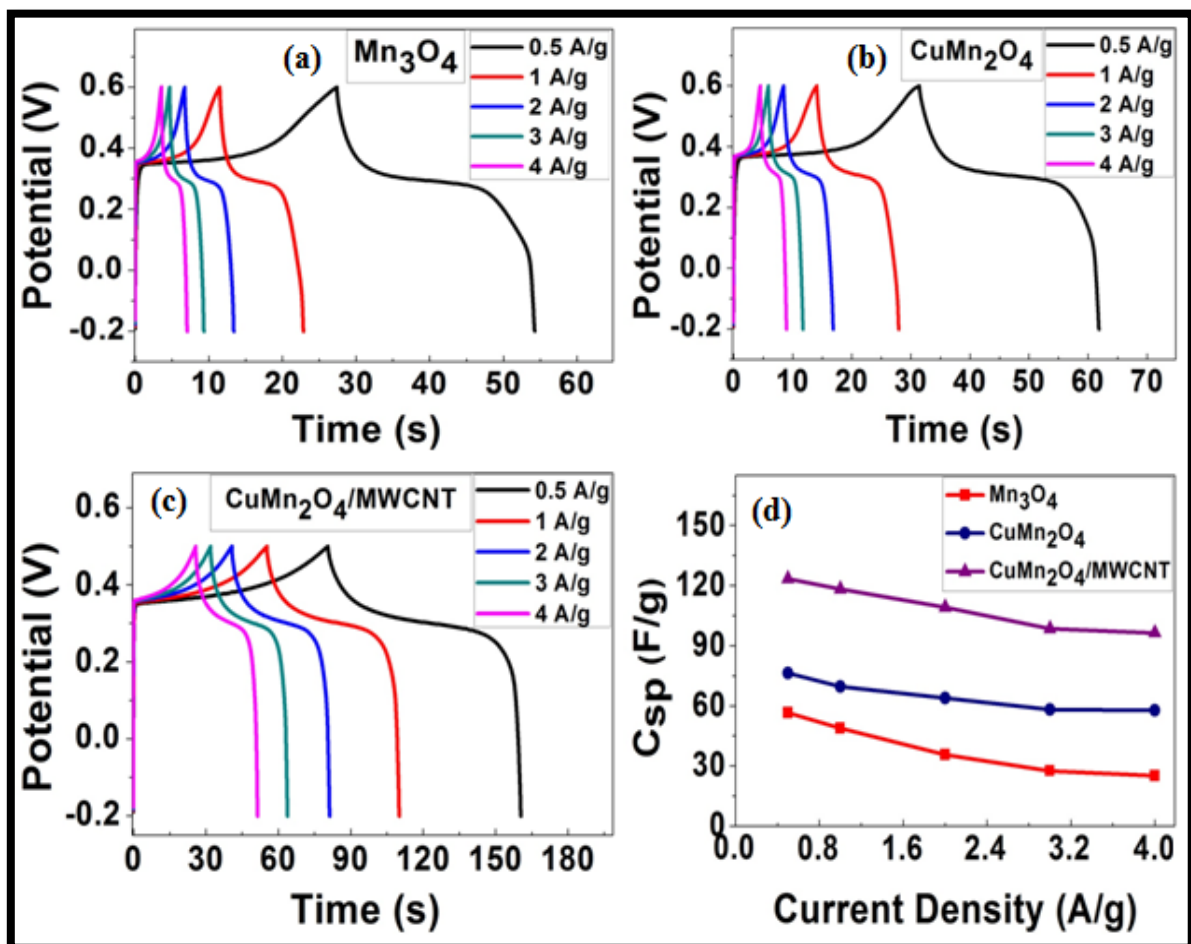 (a)
Mn3O4
0.5 A/g
1 A/g
2 A/g
3 A/g
4 A/g
Potential (V)
0.6
0.4
0.2
0.0
-0.2
0 10 20 30 40 50 60
Time (s)
(b)
CuMn2O4
0.5 A/g
1 A/g
2 A/g
3 A/g
4 A/g
Potential (V)
0.6
0.4
0.2
0.0
-0.2
0 10 20 30 40 50 60 70
Time (s)
(c)
CuMn2O4/MWCNT
0.5 A/g
1 A/g
2 A/g
3 A/g
4 A/g
Potential (V)
0.6
0.4
0.2
0.0
-0.2
0 30 60 90 120 150 180
Time (s)
(d)
Mn3O4
CuMn2O4
CuMn2O4/MWCNT
Csp (F/g)
150
120
90
60
30
0
0.0 0.8 1.6 2.4 3.2 4.0
Current Density (A/g)